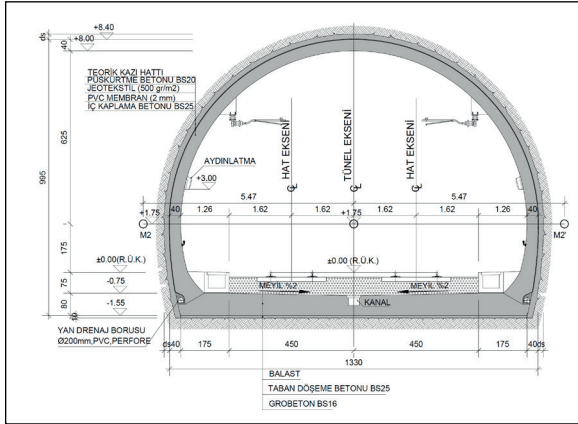 +8.40
+8.00
ds
40
625
995
175
75
80
10
TEORİK KAZI HATTI
PÜSKÜRTME BETONU BS20
JEOTEKSTİL (500 gr/m2)
PVC MEMBRAN (2 mm)
İÇ KAPLAMA BETONU BS25
HAT EKSENİ
TÜNEL EKSENİ
HAT EKSENİ
AYDINLATMA
+3.00
5.47
5.47
+1.75
40
1.26
1.62
1.62
1.62
1.62
1.26
40
M2
+1.75
M2'
±0.00(R.Ü.K.)
±0.00 (R.Ü.K.)
-0.75
MEYİL %2
MEYİL %2
-1.55
KANAL
YAN DRENAJ BORUSU
Ø200mm,PVC,PERFORE
ds
40
175
450
450
175
40
ds
1330
BALAST
TABAN DÖŞEME BETONU BS25
GROBETON BS16